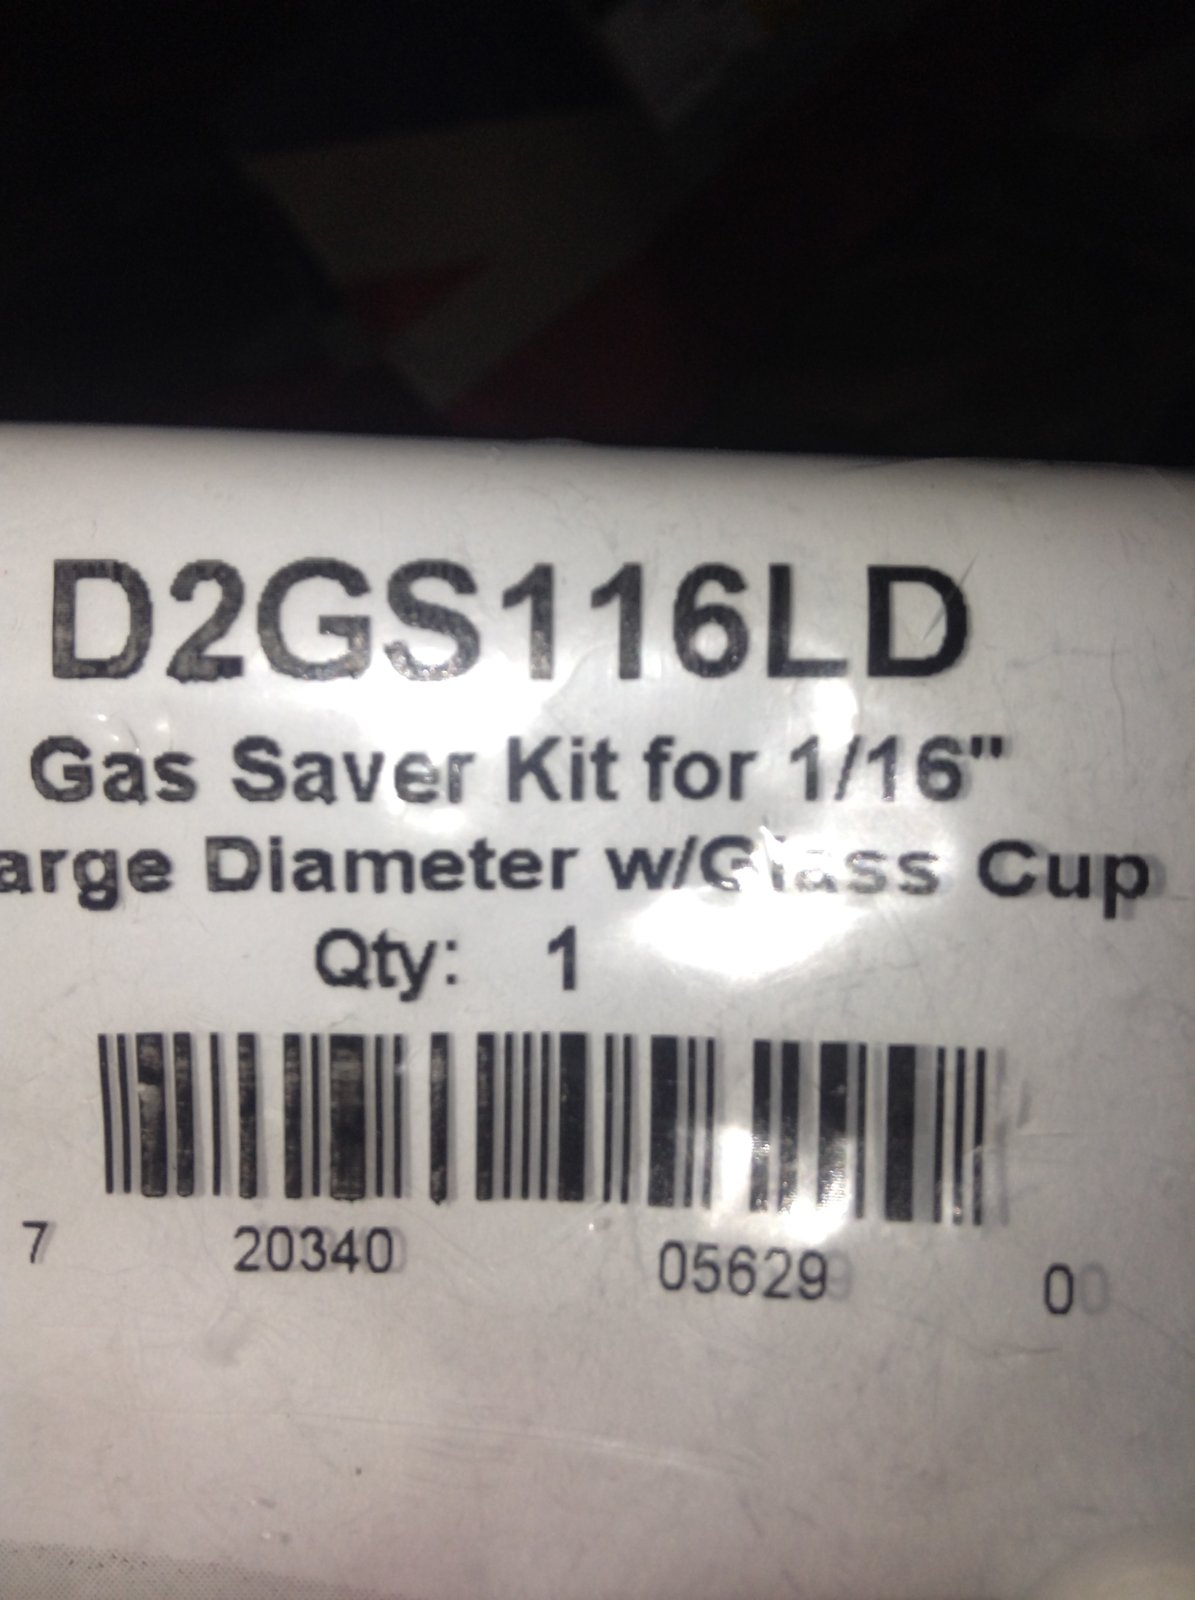 D2GS116LD
Gas Saver Kit for 1/16"
arge Diameter w/Glass Cup
Qty: 1
7 20340 05629 0